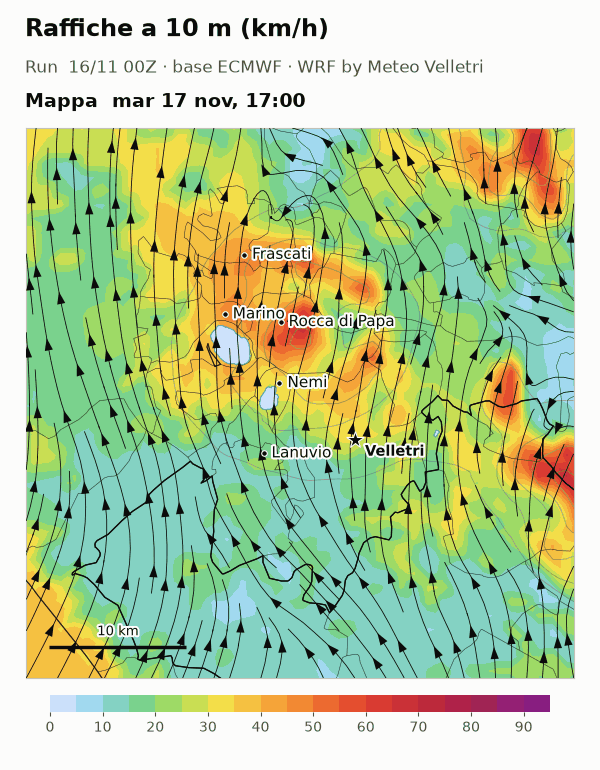 Raffiche a 10 m (km/h)
Run  16/11 00Z · base ECMWF · WRF by Meteo Velletri
Mappa  mar 17 nov, 17:00
Frascati
Marino
Rocca di Papa
Nemi
Velletri
Lanuvio
10 km
0 10 20 30 40 50 60 70 80 90